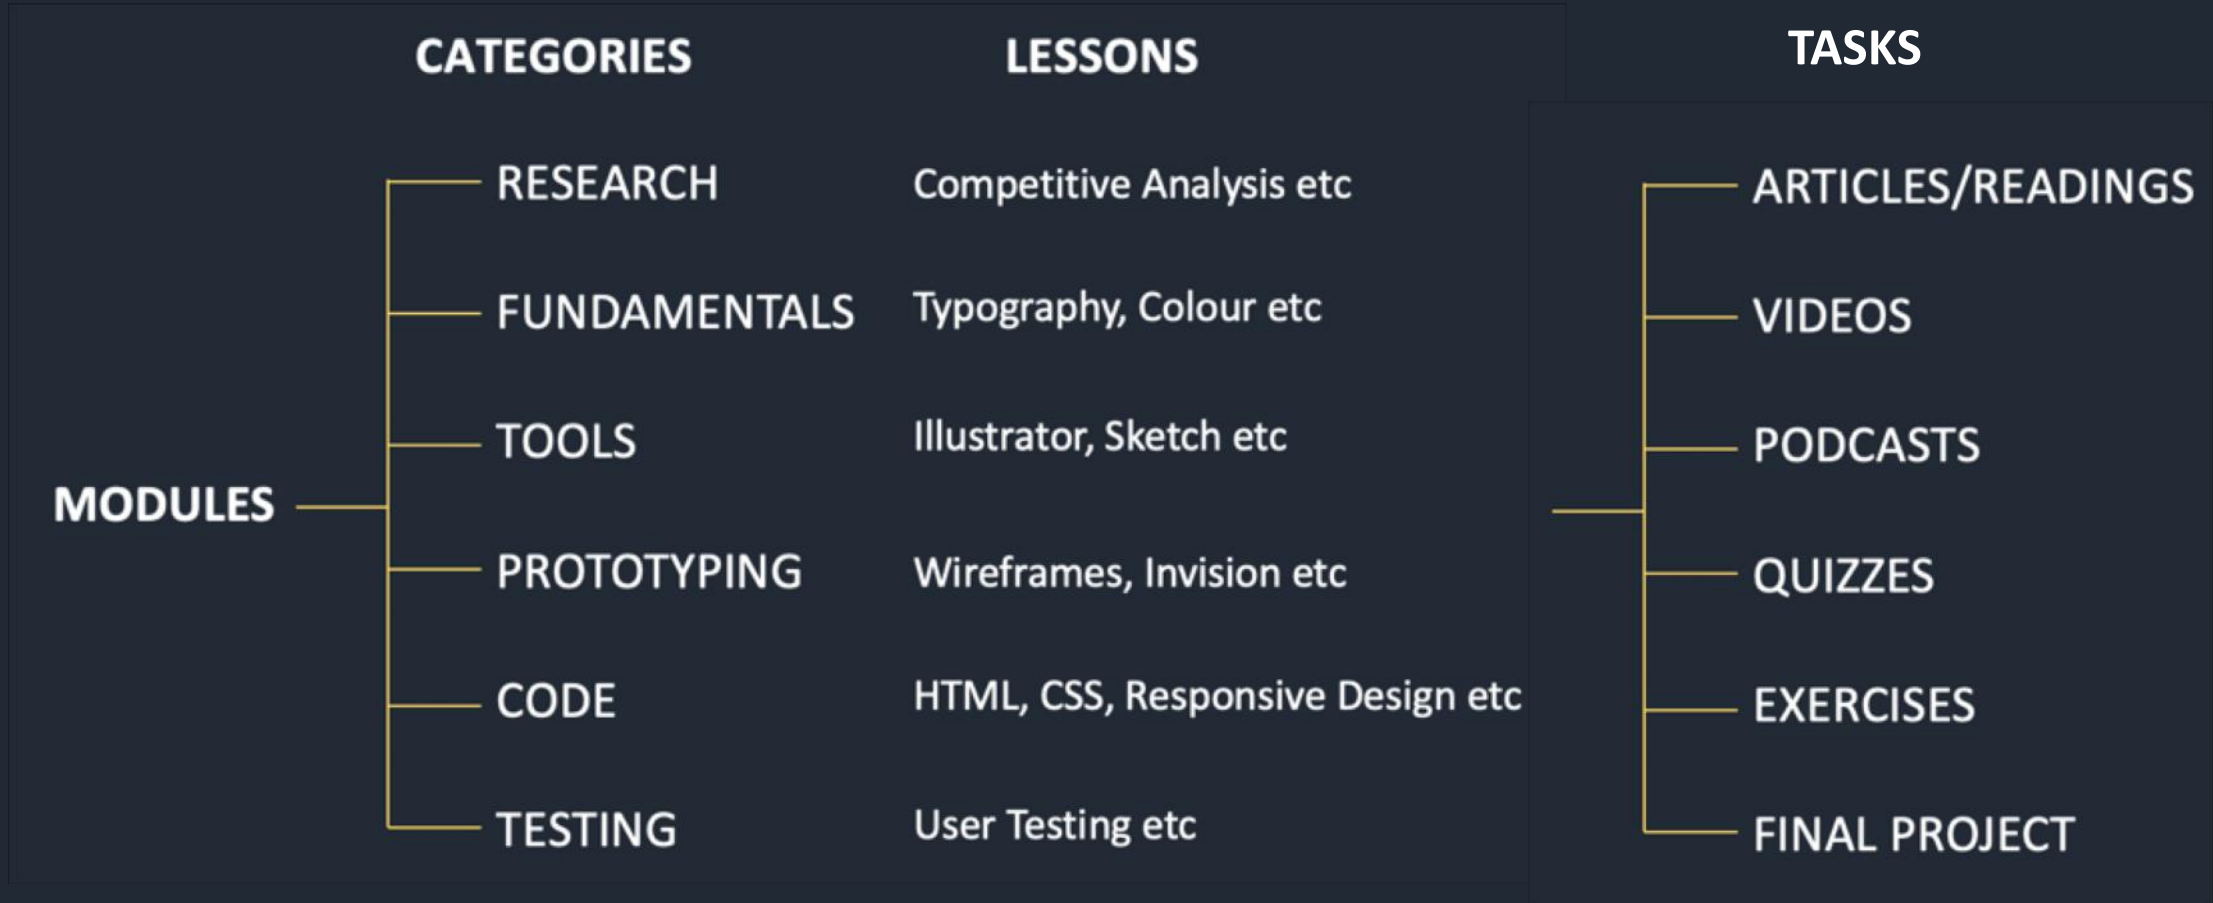 CATEGORIES LESSONS TASKS
RESEARCH Competitive Analysis etc ARTICLES/READINGS
FUNDAMENTALS Typography, Colour etc VIDEOS
TOOLS Illustrator, Sketch etc PODCASTS
MODULES
PROTOTYPING Wireframes, Invision etc QUIZZES
CODE HTML, CSS, Responsive Design etc EXERCISES
TESTING User Testing etc FINAL PROJECT